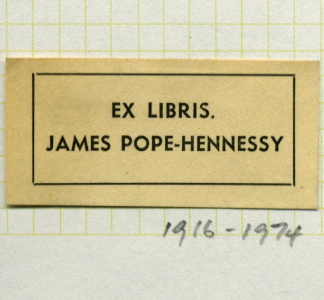 EX LIBRIS.
JAMES POPE-HENNESSY
1916-1974